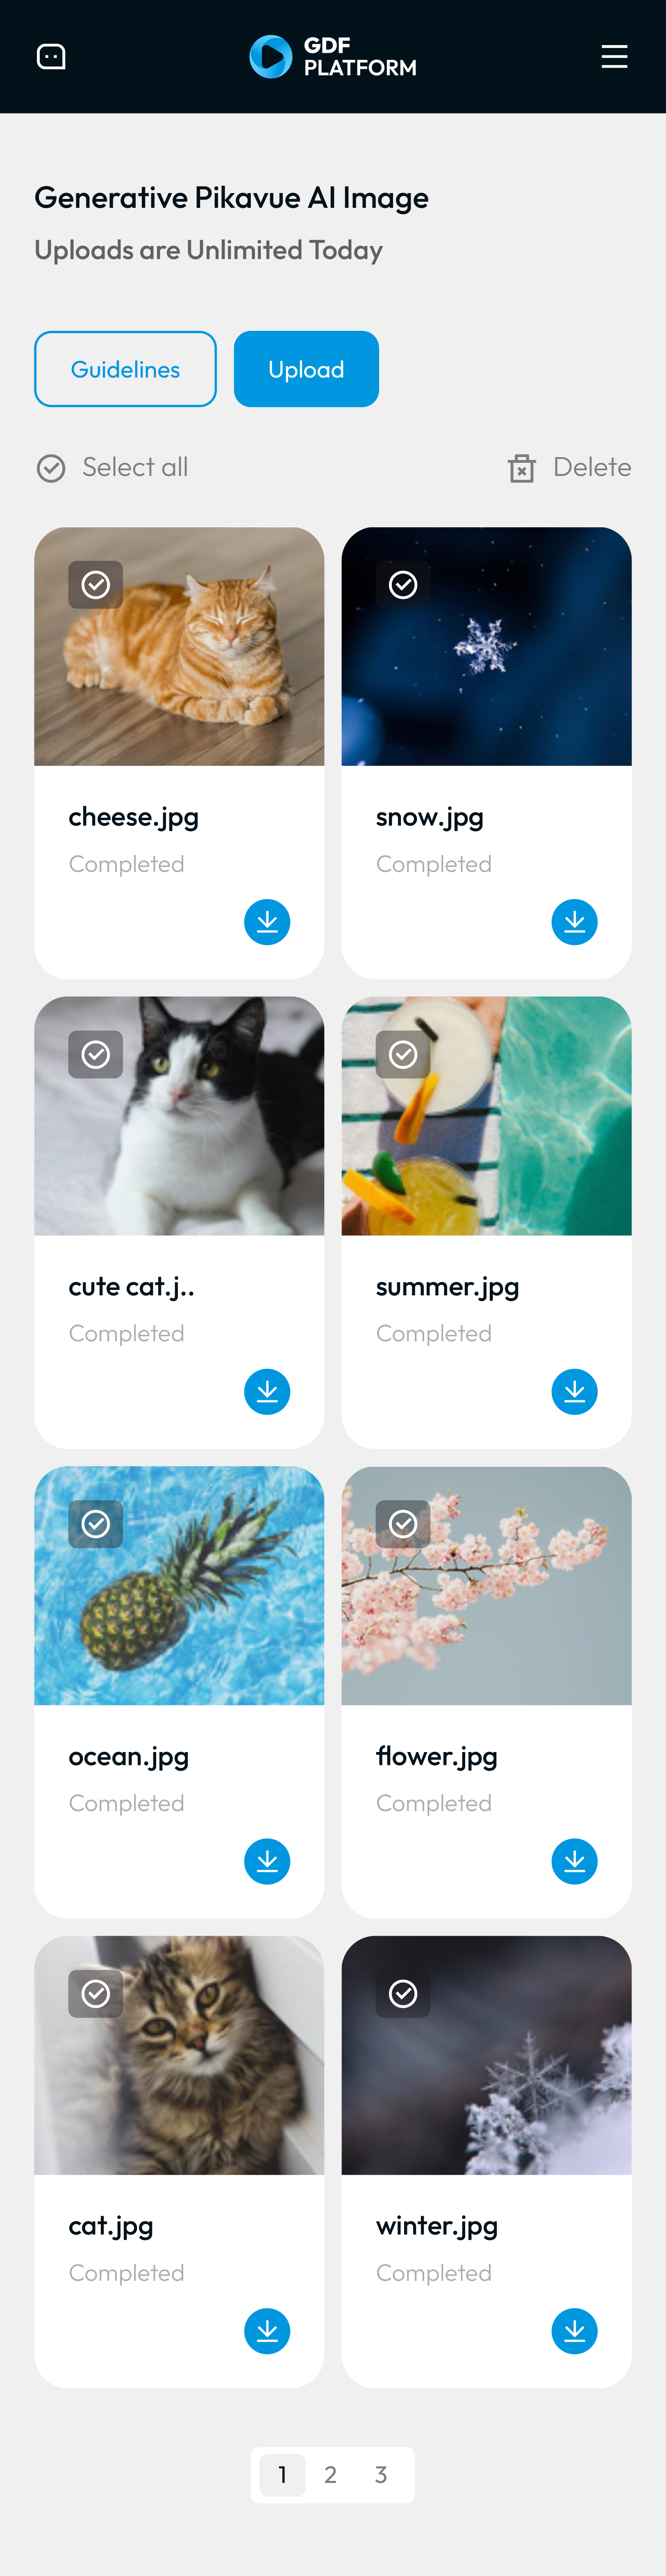 GDF
PLATFORM
Generative Pikavue AI Image
Uploads are Unlimited Today
Guidelines
Upload
Select all
Delete
cheese.jpg
Completed
snow.jpg
Completed
cute cat.j..
Completed
summer.jpg
Completed
ocean.jpg
Completed
flower.jpg
Completed
cat.jpg
Completed
winter.jpg
Completed
1 2 3